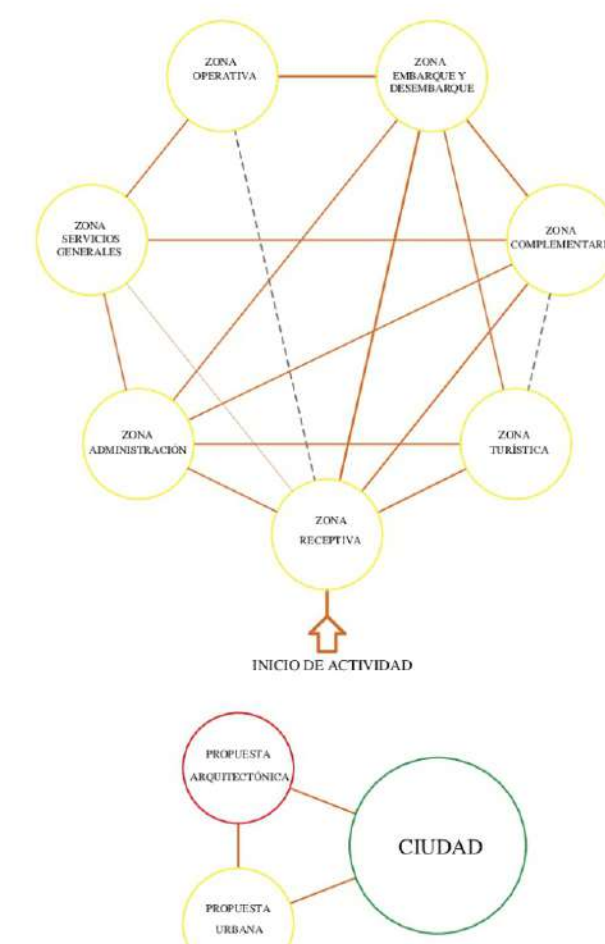 ZONA
OPERATIVA
ZONA
EMBARQUE Y
DESEMBARQUE
ZONA
SERVICIOS
GENERALES
ZONA
COMPLEMENTARI
ZONA
ADMINISTRACIÓN
ZONA
TURÍSTICA
ZONA
RECEPTIVA
INICIO DE ACTIVIDAD
PROPUESTA
ARQUITECTÓNICA
CIUDAD
PROPUESTA
URBANA